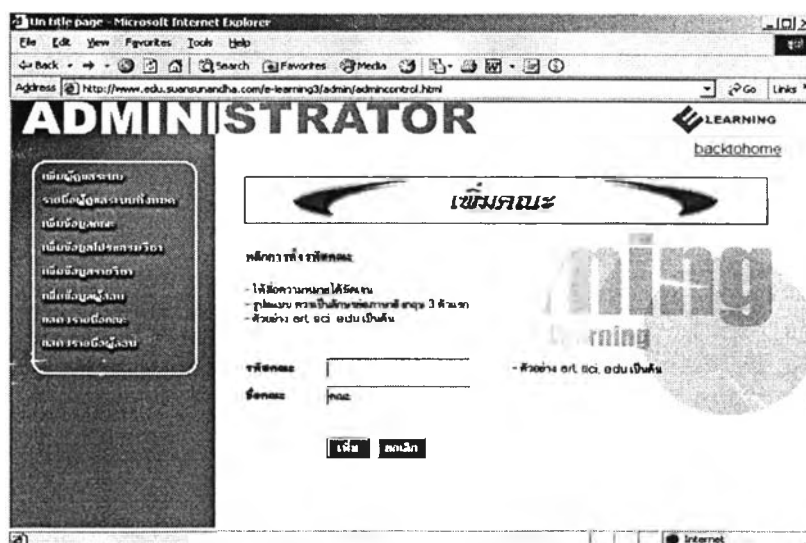 Un title page - Microsoft Internet Explorer
File Edit View Favorites Tools Help
Back Search Favorites Media
Address http://www.edu.suansunandha.com/e-learning3/admin/admincontrol.html Go Links
ADMINISTRATOR
LEARNING
backtohome
เพิ่มผู้ดูแลระบบ
รายชื่อผู้ดูแลระบบทั้งหมด
เพิ่มข้อมูลคณะ
เพิ่มข้อมูลโปรแกรมวิชา
เพิ่มข้อมูลรายวิชา
เพิ่มข้อมูลผู้สอน
แสดงรายชื่อคณะ
แสดงรายชื่อผู้สอน
เพิ่มคณะ
หลักการตั้งรหัสคณะ
- ให้สื่อความหมายได้ชัดเจน
- รูปแบบ ควรเป็นอักษรย่อภาษาอังกฤษ 3 ตัวแรก
- ตัวอย่าง art, sci, edu เป็นต้น
รหัสคณะ - ตัวอย่าง art, sci, edu เป็นต้น
ชื่อคณะ คณะ
เพิ่ม ยกเลิก
Internet